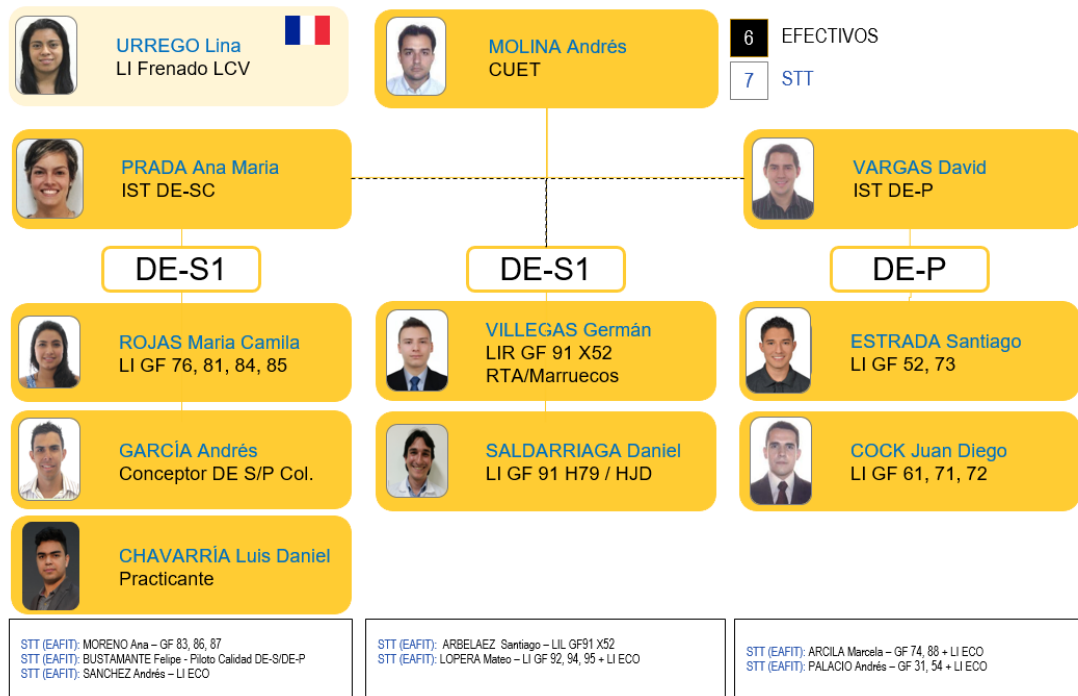 URREGO Lina
LI Frenado LCV
MOLINA Andrés
CUET
6 EFECTIVOS
7 STT
PRADA Ana Maria
IST DE-SC
VARGAS David
IST DE-P
DE-S1
DE-S1
DE-P
ROJAS María Camila
LI GF 76, 81, 84, 85
VILLEGAS Germán
LIR GF 91 X52
RTA/Marruecos
ESTRADA Santiago
LI GF 52, 73
GARCÍA Andrés
Conceptor DE S/P Col.
SALDARRIAGA Daniel
LI GF 91 H79 / HJD
COCK Juan Diego
LI GF 61, 71, 72
CHAVARRÍA Luis Daniel
Practicante
STT (EAFIT): MORENO Ana – GF 83, 86, 87
STT (EAFIT): BUSTAMANTE Felipe - Piloto Calidad DE-S/DE-P
STT (EAFIT): SANCHEZ Andrés – LI ECO
STT (EAFIT): ARBELAEZ Santiago – LIL GF91 X52
STT (EAFIT): LOPERA Mateo – LI GF 92, 94, 95 + LI ECO
STT (EAFIT): ARCILA Marcela – GF 74, 88 + LI ECO
STT (EAFIT): PALACIO Andrés – GF 31, 54 + LI ECO